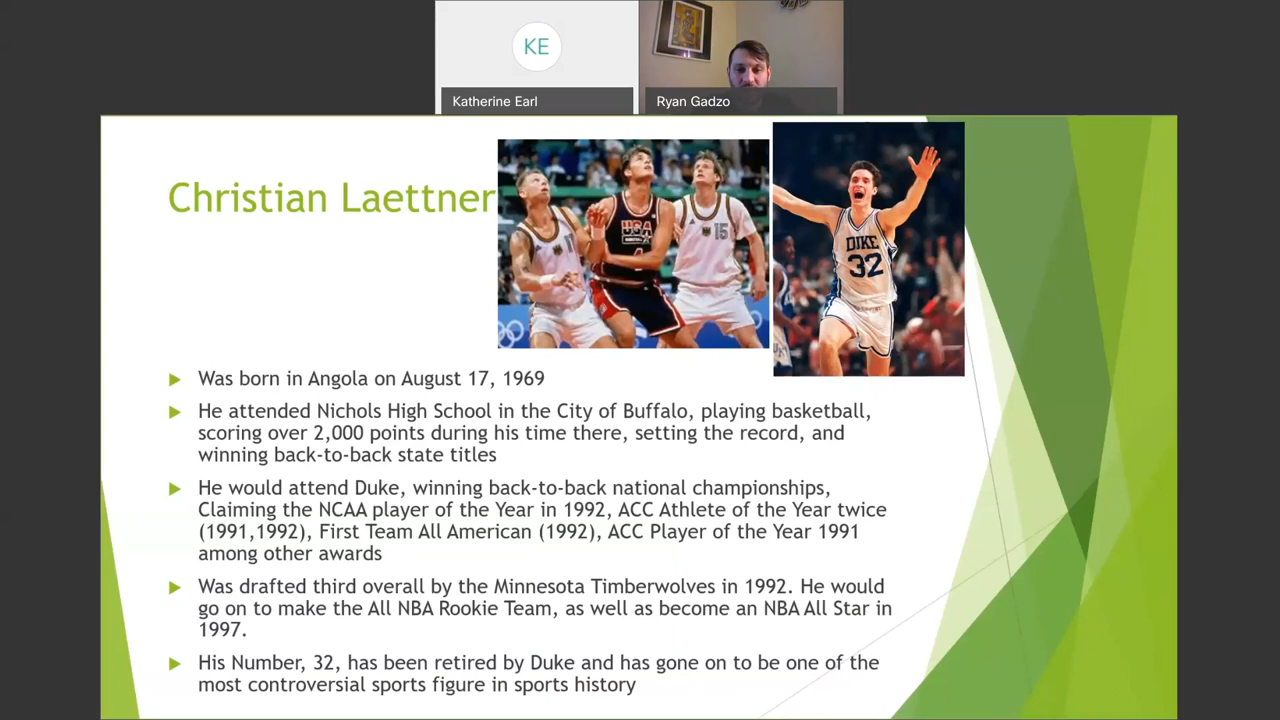 KE
Katherine Earl
Ryan Gadzo
Christian Laettner
USA
15
DUKE
32
Was born in Angola on August 17, 1969
He attended Nichols High School in the City of Buffalo, playing basketball,
scoring over 2,000 points during his time there, setting the record, and
winning back-to-back state titles
He would attend Duke, winning back-to-back national championships,
Claiming the NCAA player of the Year in 1992, ACC Athlete of the Year twice
(1991,1992), First Team All American (1992), ACC Player of the Year 1991
among other awards
Was drafted third overall by the Minnesota Timberwolves in 1992. He would
go on to make the All NBA Rookie Team, as well as become an NBA All Star in
1997.
His Number, 32, has been retired by Duke and has gone on to be one of the
most controversial sports figure in sports history